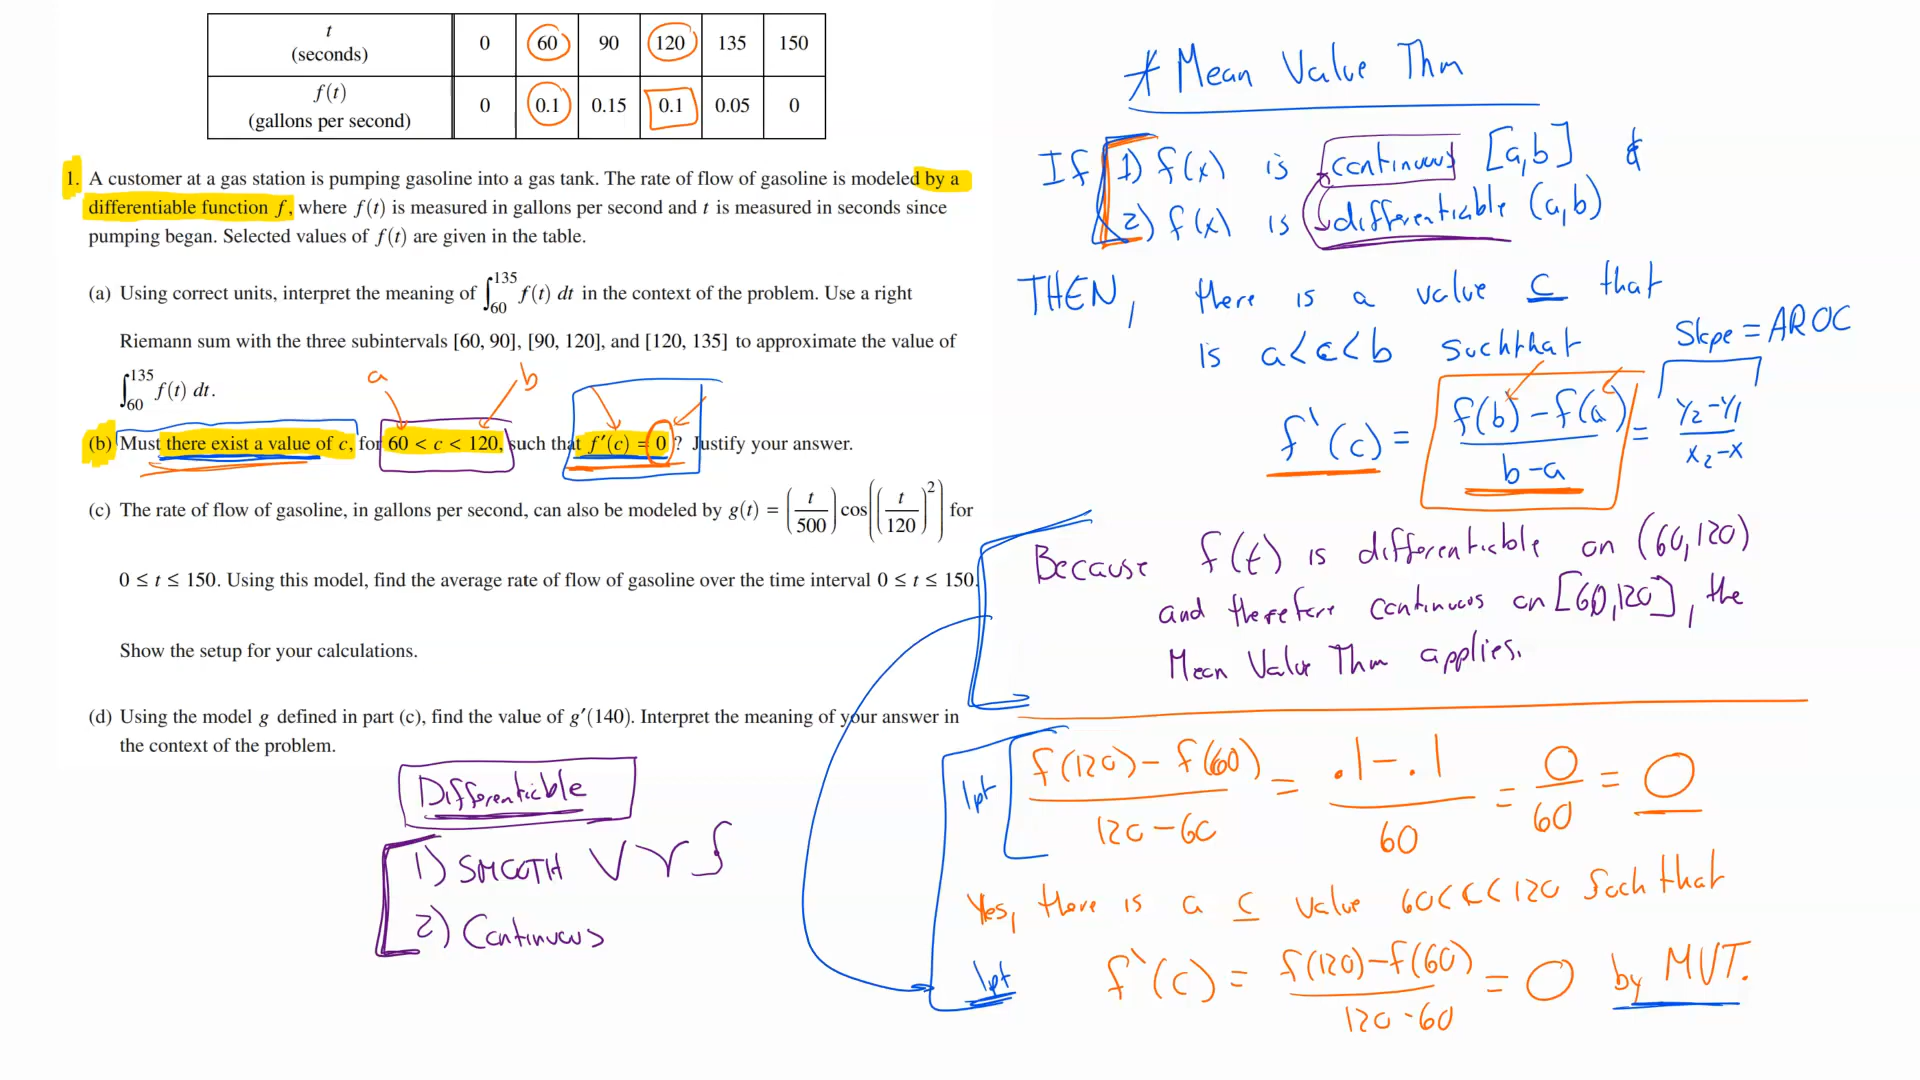 t
(seconds) 0 60 90 120 135 150
f(t)
(gallons per second) 0 0.1 0.15 0.1 0.05 0
1. A customer at a gas station is pumping gasoline into a gas tank. The rate of flow of gasoline is modeled by a
differentiable function f, where f(t) is measured in gallons per second and t is measured in seconds since
pumping began. Selected values of f(t) are given in the table.
(a) Using correct units, interpret the meaning of ∫₆₀¹³⁵ f(t) dt in the context of the problem. Use a right
Riemann sum with the three subintervals [60, 90], [90, 120], and [120, 135] to approximate the value of
∫₆₀¹³⁵ f(t) dt.
a b
(b) Must there exist a value of c, for 60 < c < 120, such that f′(c) = 0 ? Justify your answer.
(c) The rate of flow of gasoline, in gallons per second, can also be modeled by g(t) = (t/500) cos((t/120)²) for
0 ≤ t ≤ 150. Using this model, find the average rate of flow of gasoline over the time interval 0 ≤ t ≤ 150.
Show the setup for your calculations.
(d) Using the model g defined in part (c), find the value of g′(140). Interpret the meaning of your answer in
the context of the problem.
Differentiable
1) SMOOTH
2) Continuous
* Mean Value Thm
If 1) f(x) is continuous [a,b] &
2) f(x) is differentiable (a,b)
THEN, there is a value c that
is a<c<b such that
Slope = AROC
f'(c) = f(b)-f(a)/b-a = y₂-y₁/x₂-x
Because f(t) is differentiable on (60,120)
and therefore continuous on [60,120], the
Mean Value Thm applies.
1pt f(120)-f(60)/120-60 = .1-.1/60 = 0/60 = 0
Yes, there is a c value 60<c<120 such that
1pt f'(c) = f(120)-f(60)/120-60 = 0 by MVT.